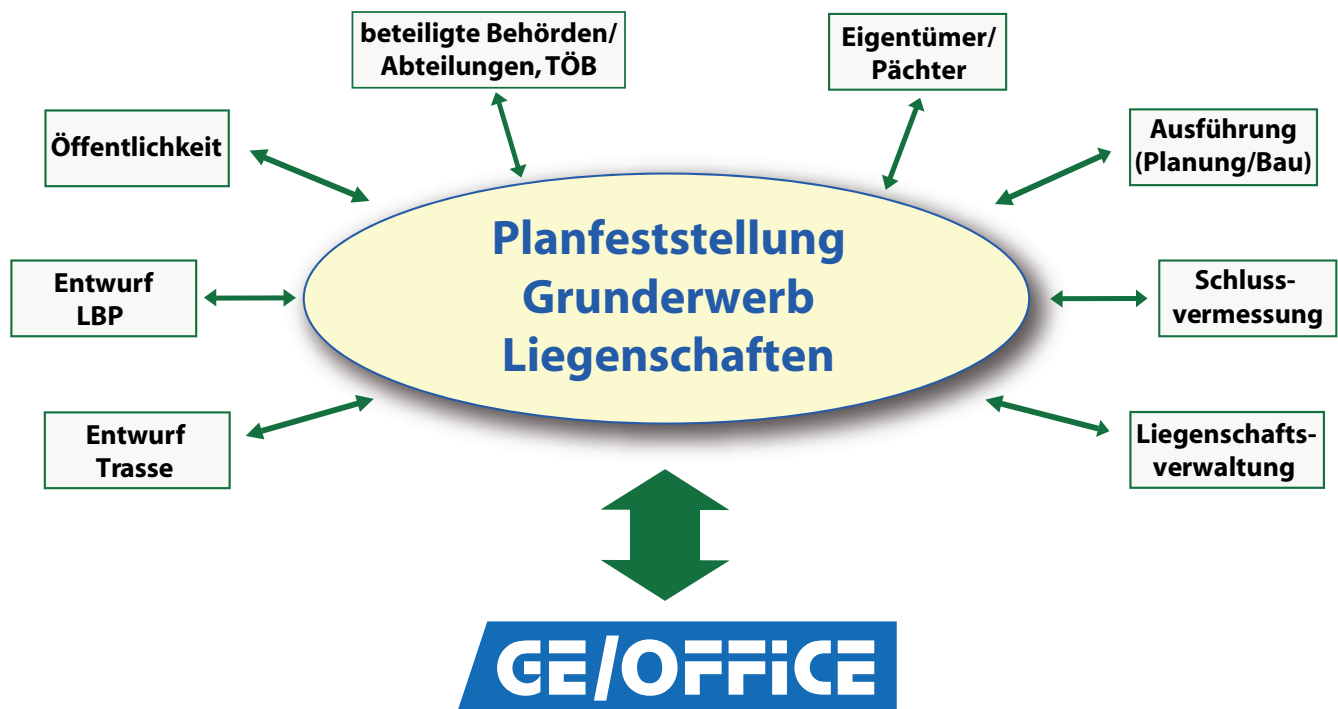 beteiligte Behörden/
Abteilungen, TÖB
Eigentümer/
Pächter
Öffentlichkeit
Ausführung
(Planung/Bau)
Planfeststellung
Grunderwerb
Liegenschaften
Entwurf
LBP
Schluss-
vermessung
Entwurf
Trasse
Liegenschafts-
verwaltung
GE/OFFiCE